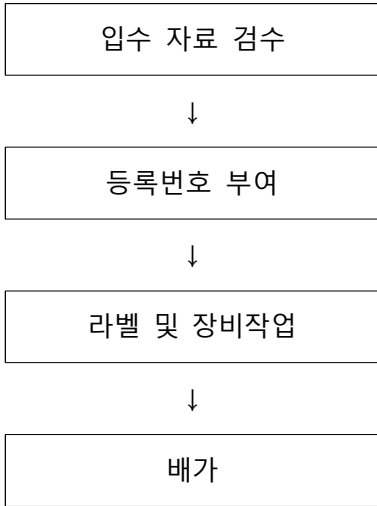 입수 자료 검수
↓
등록번호 부여
↓
라벨 및 장비작업
↓
배가